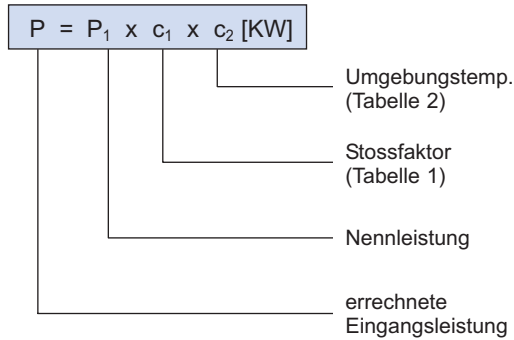 P = P₁ x c₁ x c₂ [KW]
Umgebungstemp.
(Tabelle 2)
Stossfaktor
(Tabelle 1)
Nennleistung
errechnete
Eingangsleistung